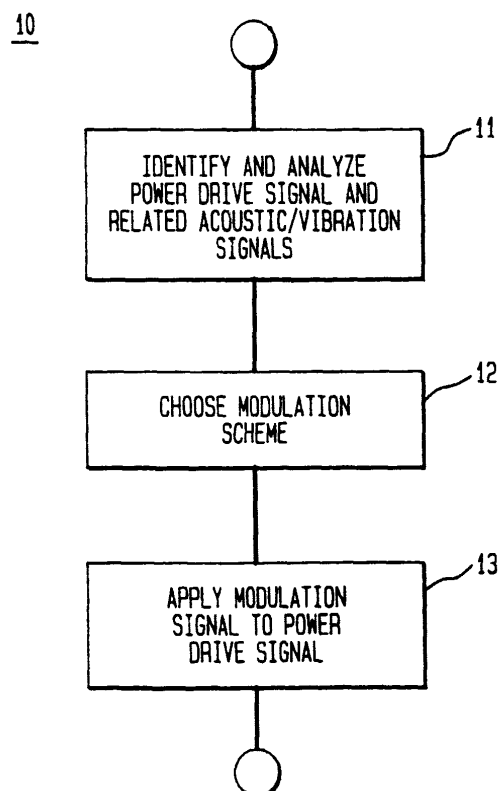 10
11
IDENTIFY AND ANALYZE
POWER DRIVE SIGNAL AND
RELATED ACOUSTIC/VIBRATION
SIGNALS
12
CHOOSE MODULATION
SCHEME
13
APPLY MODULATION
SIGNAL TO POWER
DRIVE SIGNAL